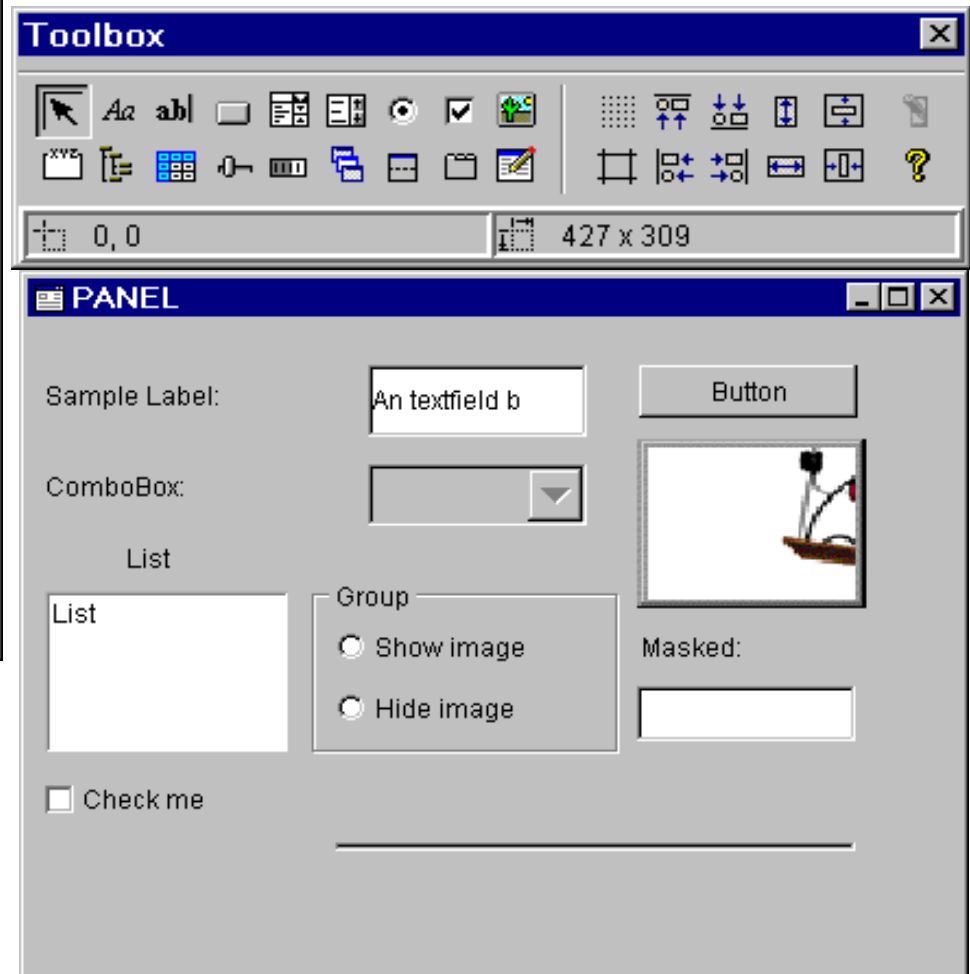 Toolbox
Aa ab
XYZ
0, 0 427 x 309
PANEL
Sample Label: An textfield b Button
ComboBox:
List
List
Group
Show image Masked:
Hide image
Check me